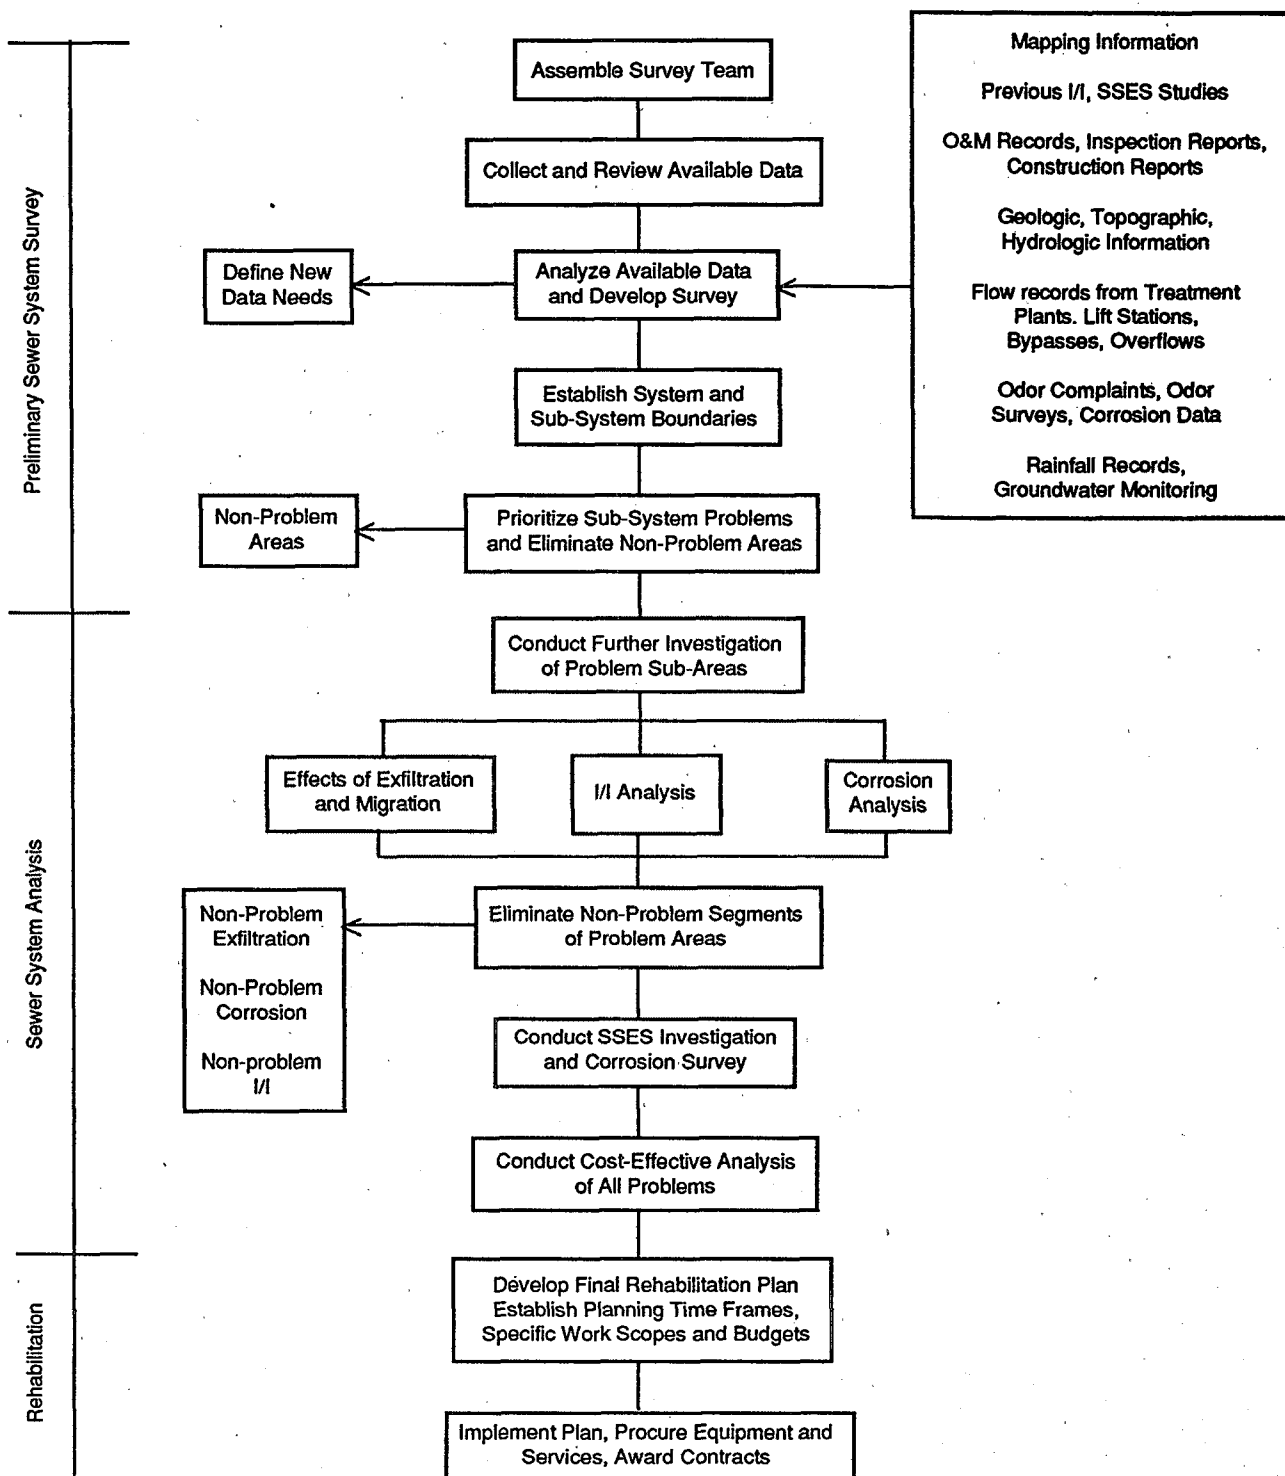 Preliminary Sewer System Survey
Assemble Survey Team
Collect and Review Available Data
Define New
Data Needs
Analyze Available Data
and Develop Survey
Mapping Information
Previous I/I, SSES Studies
O&M Records, Inspection Reports,
Construction Reports
Geologic, Topographic,
Hydrologic Information
Flow records from Treatment
Plants. Lift Stations,
Bypasses, Overflows
Odor Complaints, Odor
Surveys, Corrosion Data
Rainfall Records,
Groundwater Monitoring
Establish System and
Sub-System Boundaries
Non-Problem
Areas
Prioritize Sub-System Problems
and Eliminate Non-Problem Areas
Sewer System Analysis
Conduct Further Investigation
of Problem Sub-Areas
Effects of Exfiltration
and Migration
I/I Analysis
Corrosion
Analysis
Non-Problem
Exfiltration
Non-Problem
Corrosion
Non-problem
I/I
Eliminate Non-Problem Segments
of Problem Areas
Conduct SSES Investigation
and Corrosion Survey
Conduct Cost-Effective Analysis
of All Problems
Rehabilitation
Develop Final Rehabilitation Plan
Establish Planning Time Frames,
Specific Work Scopes and Budgets
Implement Plan, Procure Equipment and
Services, Award Contracts